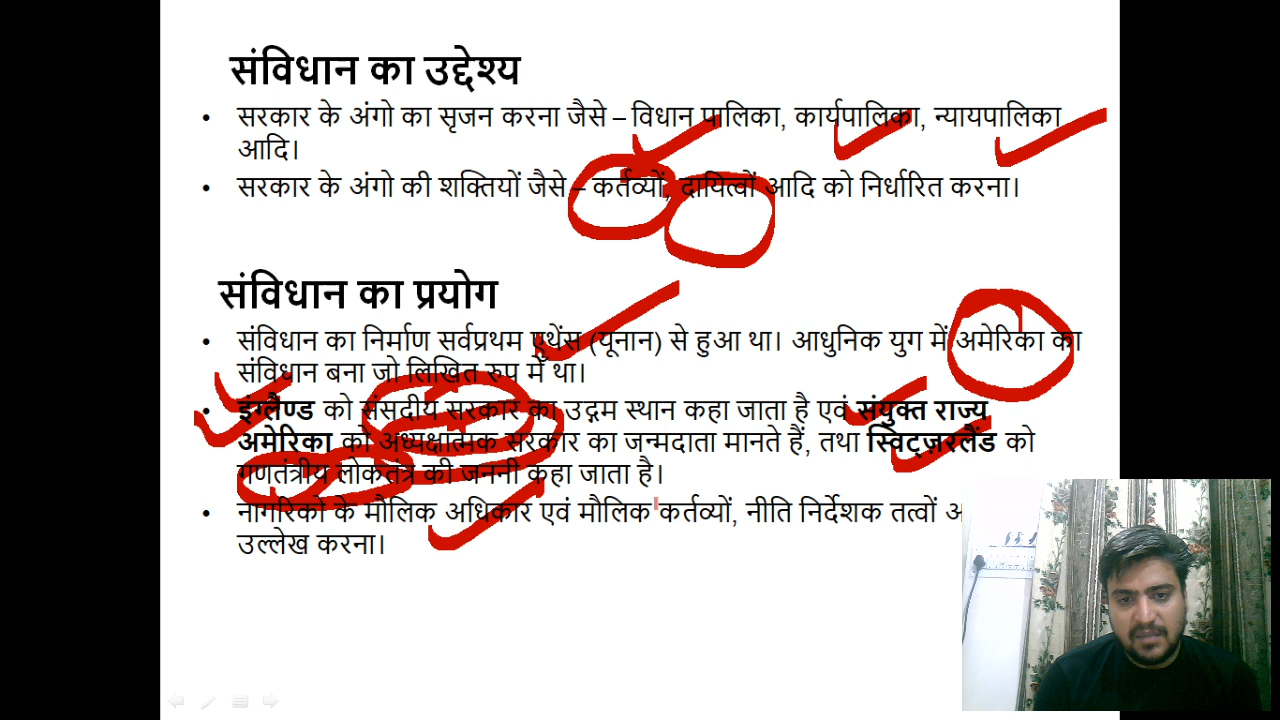 संविधान का उद्देश्य
• सरकार के अंगो का सृजन करना जैसे – विधान पालिका, कार्यपालिका, न्यायपालिका
आदि।
• सरकार के अंगो की शक्तियों जैसे – कर्तव्यों, दायित्वों आदि को निर्धारित करना।
संविधान का प्रयोग
• संविधान का निर्माण सर्वप्रथम एथेंस (यूनान) से हुआ था। आधुनिक युग में अमेरिका का
संविधान बना जो लिखित रुप में था।
• इंग्लैण्ड को संसदीय सरकार का उद्गम स्थान कहा जाता है एवं संयुक्त राज्य
अमेरिका को अध्यक्षात्मक सरकार का जन्मदाता मानते हैं, तथा स्विट्ज़रलैंड को
गणतंत्रीय लोकतंत्र की जननी कहा जाता है।
• नागरिकों के मौलिक अधिकार एवं मौलिक कर्तव्यों, नीति निर्देशक तत्वों
उल्लेख करना।